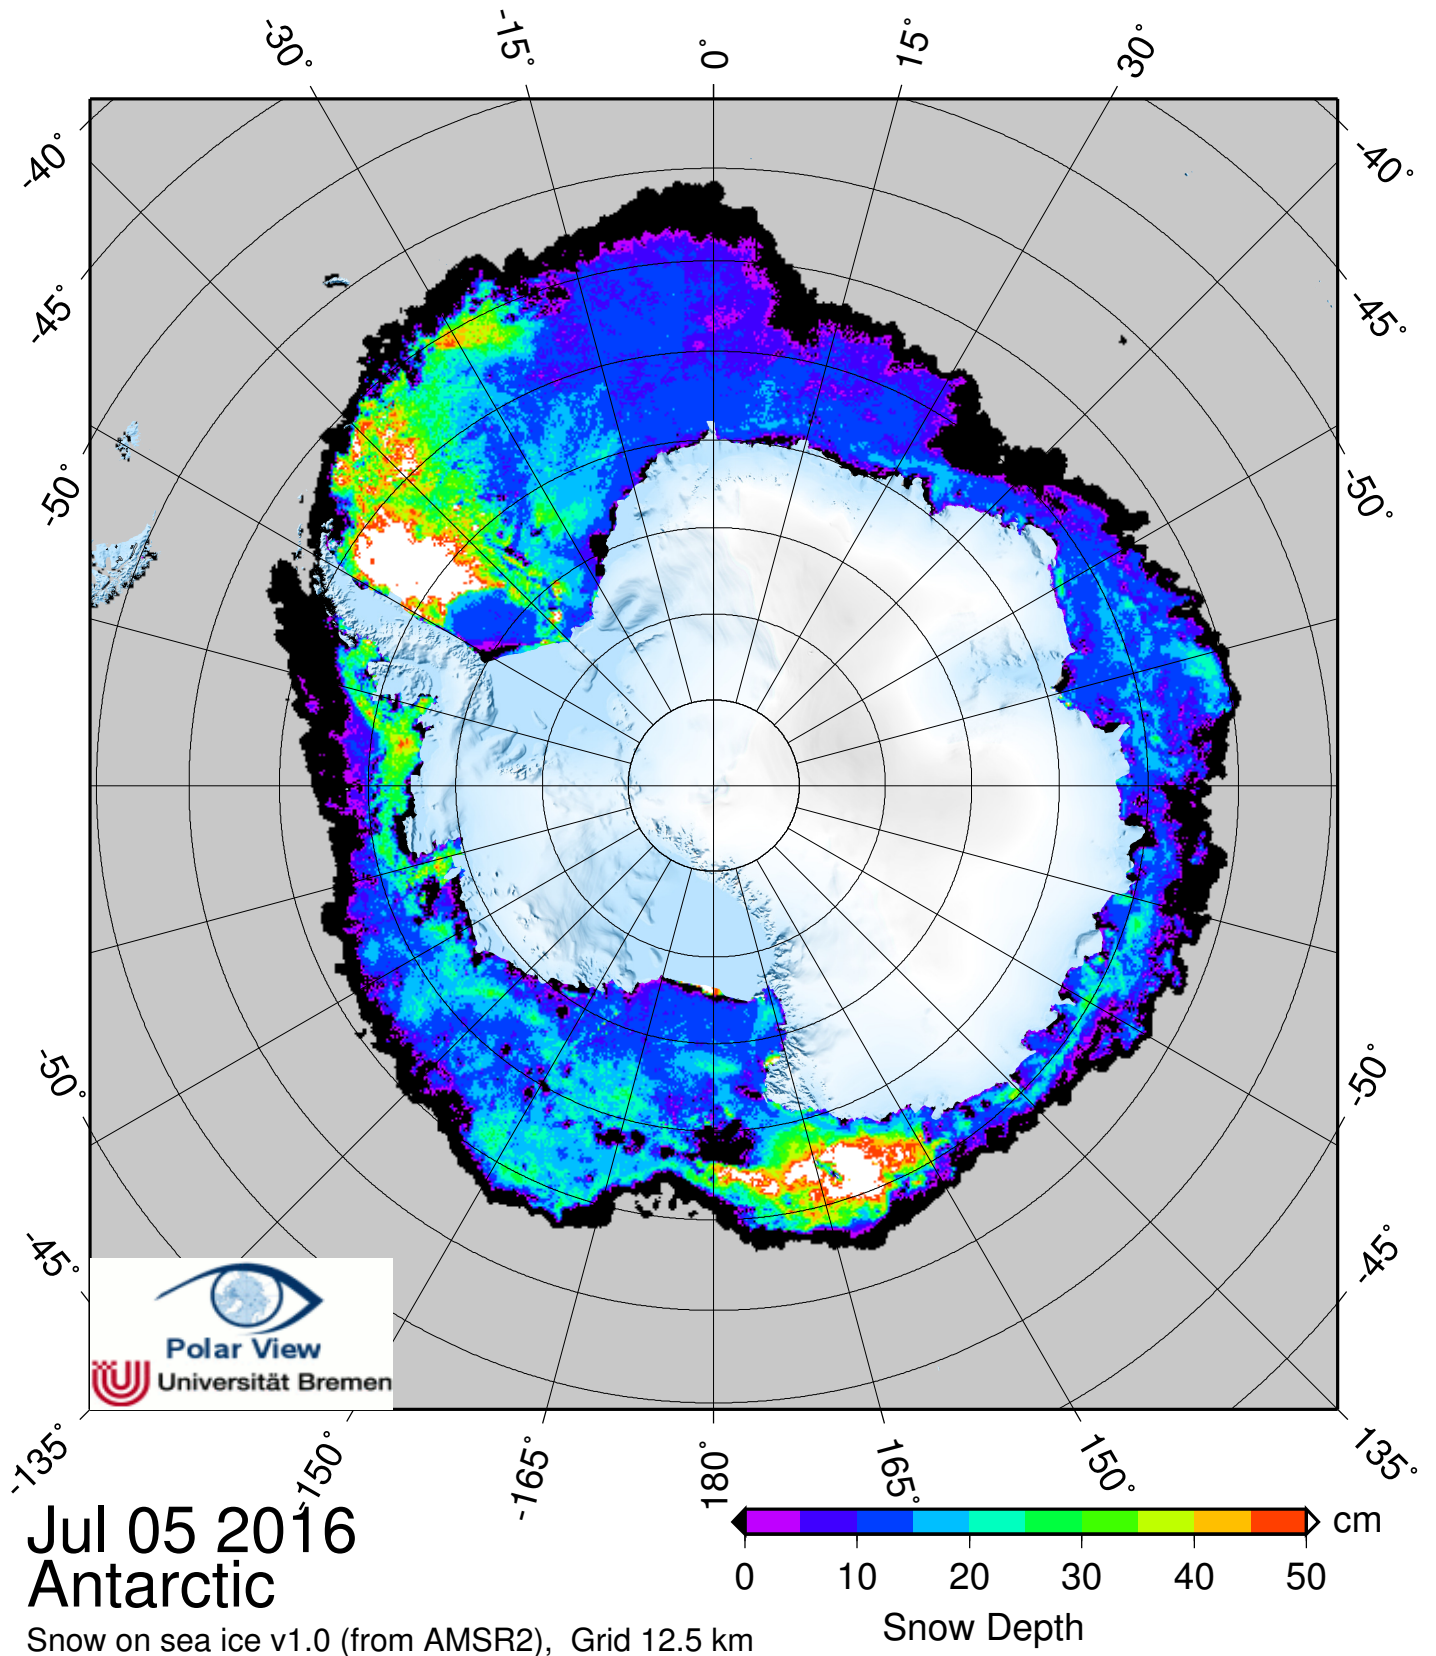 -30° -15° 0° 15° 30°
-40° -40°
-45° -45°
-50° -50°
-50° -50°
-45° -45°
Polar View
Universität Bremen
-135° -150° -165° 180° 165° 150° 135°
Jul 05 2016
Antarctic
Snow on sea ice v1.0 (from AMSR2), Grid 12.5 km
cm
0 10 20 30 40 50
Snow Depth